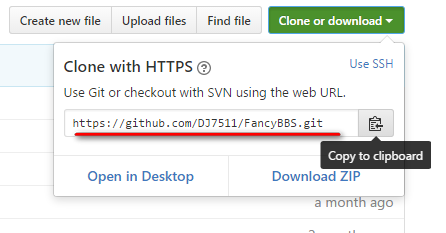 Create new file Upload files Find file Clone or download
Clone with HTTPS ? Use SSH
Use Git or checkout with SVN using the web URL.
https://github.com/DJ7511/FancyBBS.git
Copy to clipboard
Open in Desktop Download ZIP
a month ago